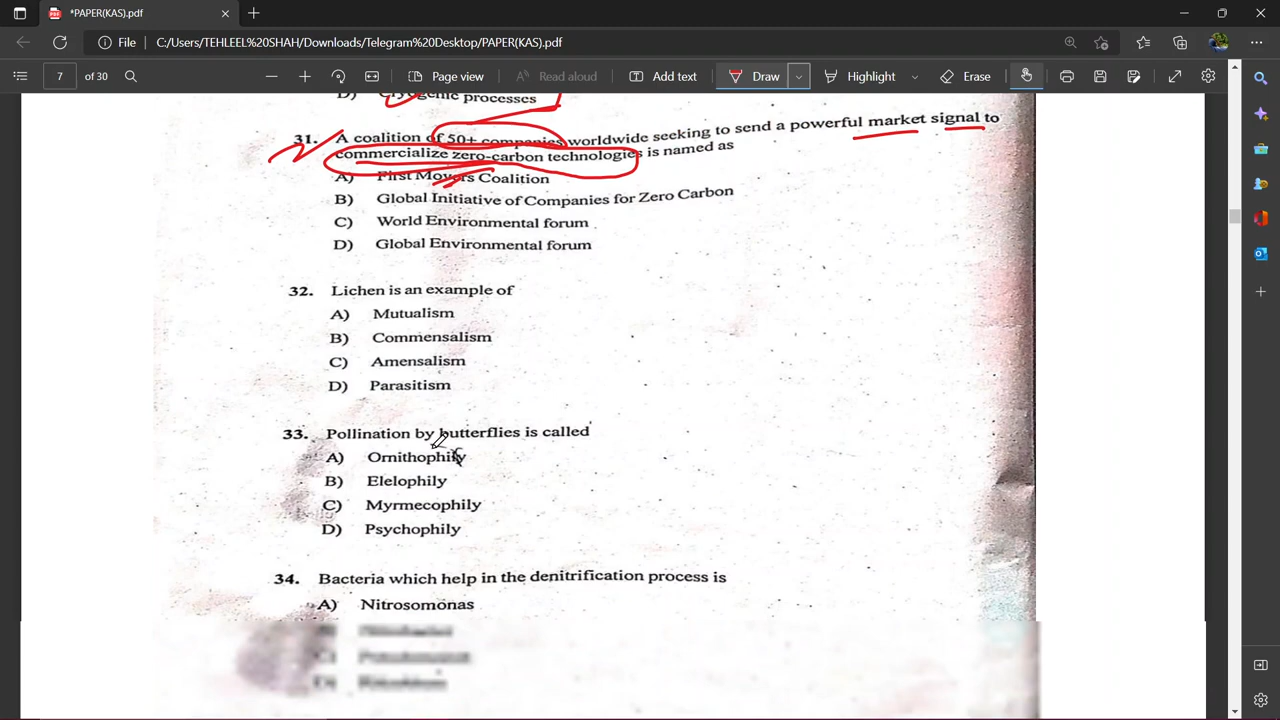 *PAPER(KAS).pdf
File C:/Users/TEHLEEL%20SHAH/Downloads/Telegram%20Desktop/PAPER(KAS).pdf
7 of 30 Page view Read aloud Add text Draw Highlight Erase
D) Cryogenic processes
31. A coalition of 50+ companies worldwide seeking to send a powerful market signal to
commercialize zero-carbon technologies is named as
A) First Movers Coalition
B) Global Initiative of Companies for Zero Carbon
C) World Environmental forum
D) Global Environmental forum
32. Lichen is an example of
A) Mutualism
B) Commensalism
C) Amensalism
D) Parasitism
33. Pollination by butterflies is called
A) Ornithophily
B) Elelophily
C) Myrmecophily
D) Psychophily
34. Bacteria which help in the denitrification process is
A) Nitrosomonas